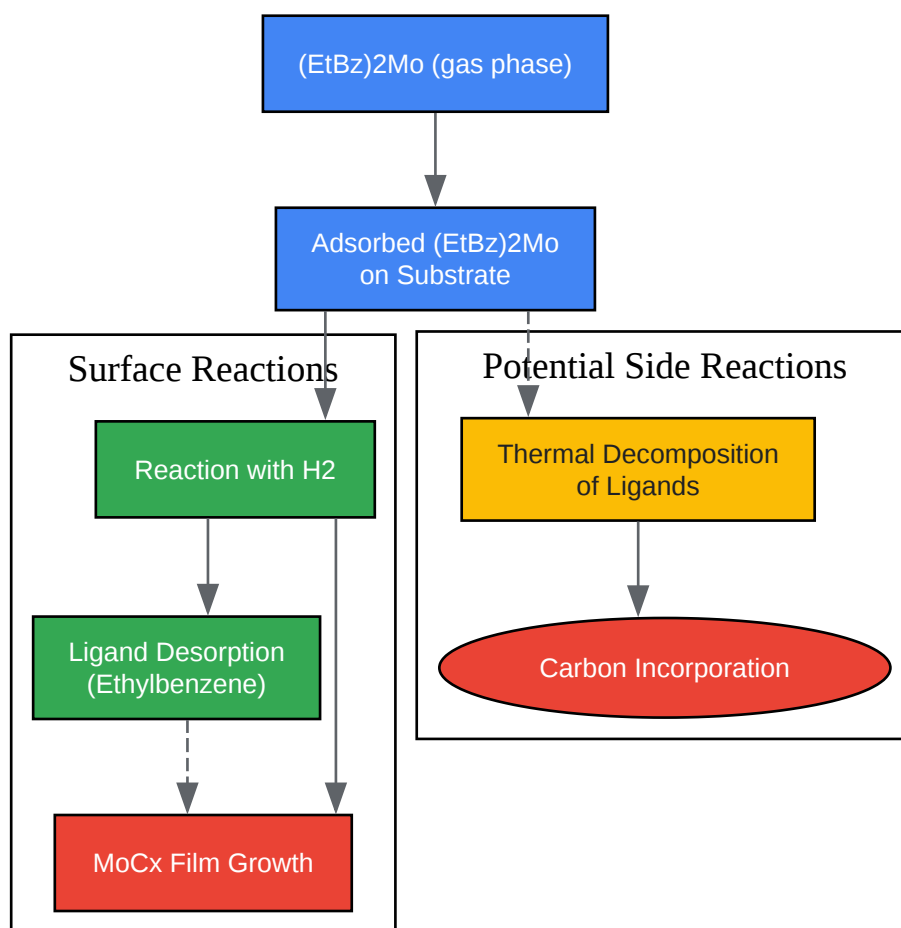 (EtBz)2Mo (gas phase)
Adsorbed (EtBz)2Mo
on Substrate
Surface Reactions
Reaction with H2
Ligand Desorption
(Ethylbenzene)
MoCx Film Growth
Potential Side Reactions
Thermal Decomposition
of Ligands
Carbon Incorporation